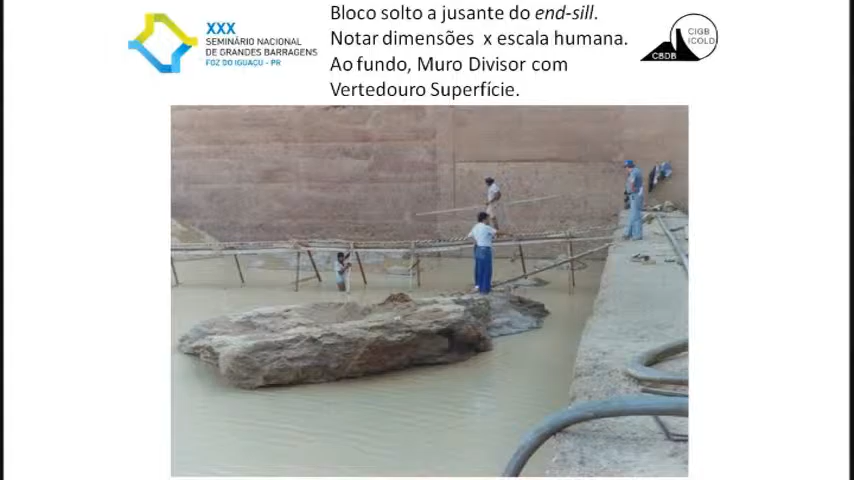 XXX
SEMINÁRIO NACIONAL
DE GRANDES BARRAGENS
FOZ DO IGUAÇU - PR
Bloco solto a jusante do end-sill.
Notar dimensões x escala humana.
Ao fundo, Muro Divisor com
Vertedouro Superfície.
CIGB
ICOLD
CBDB